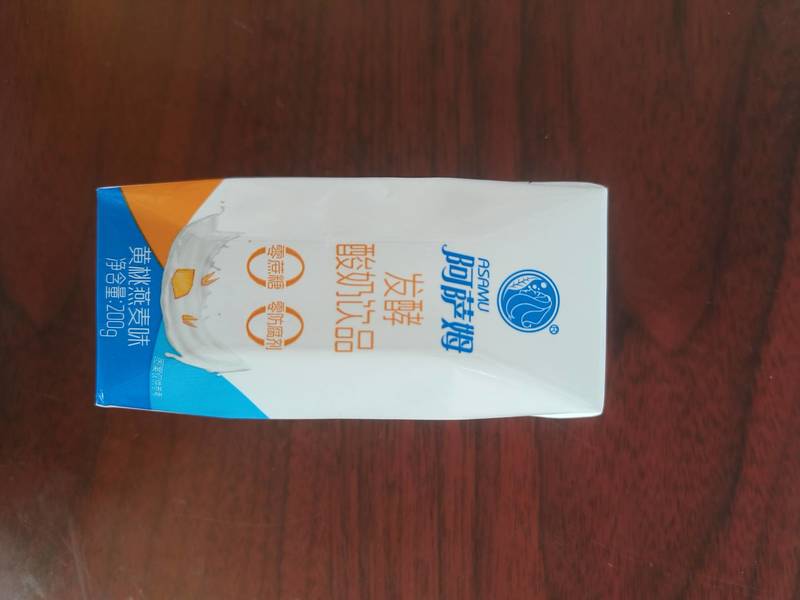 ASAMU
阿萨姆
发酵
酸奶饮品
零蔗糖 零防腐剂
黄桃燕麦味
净含量:200g